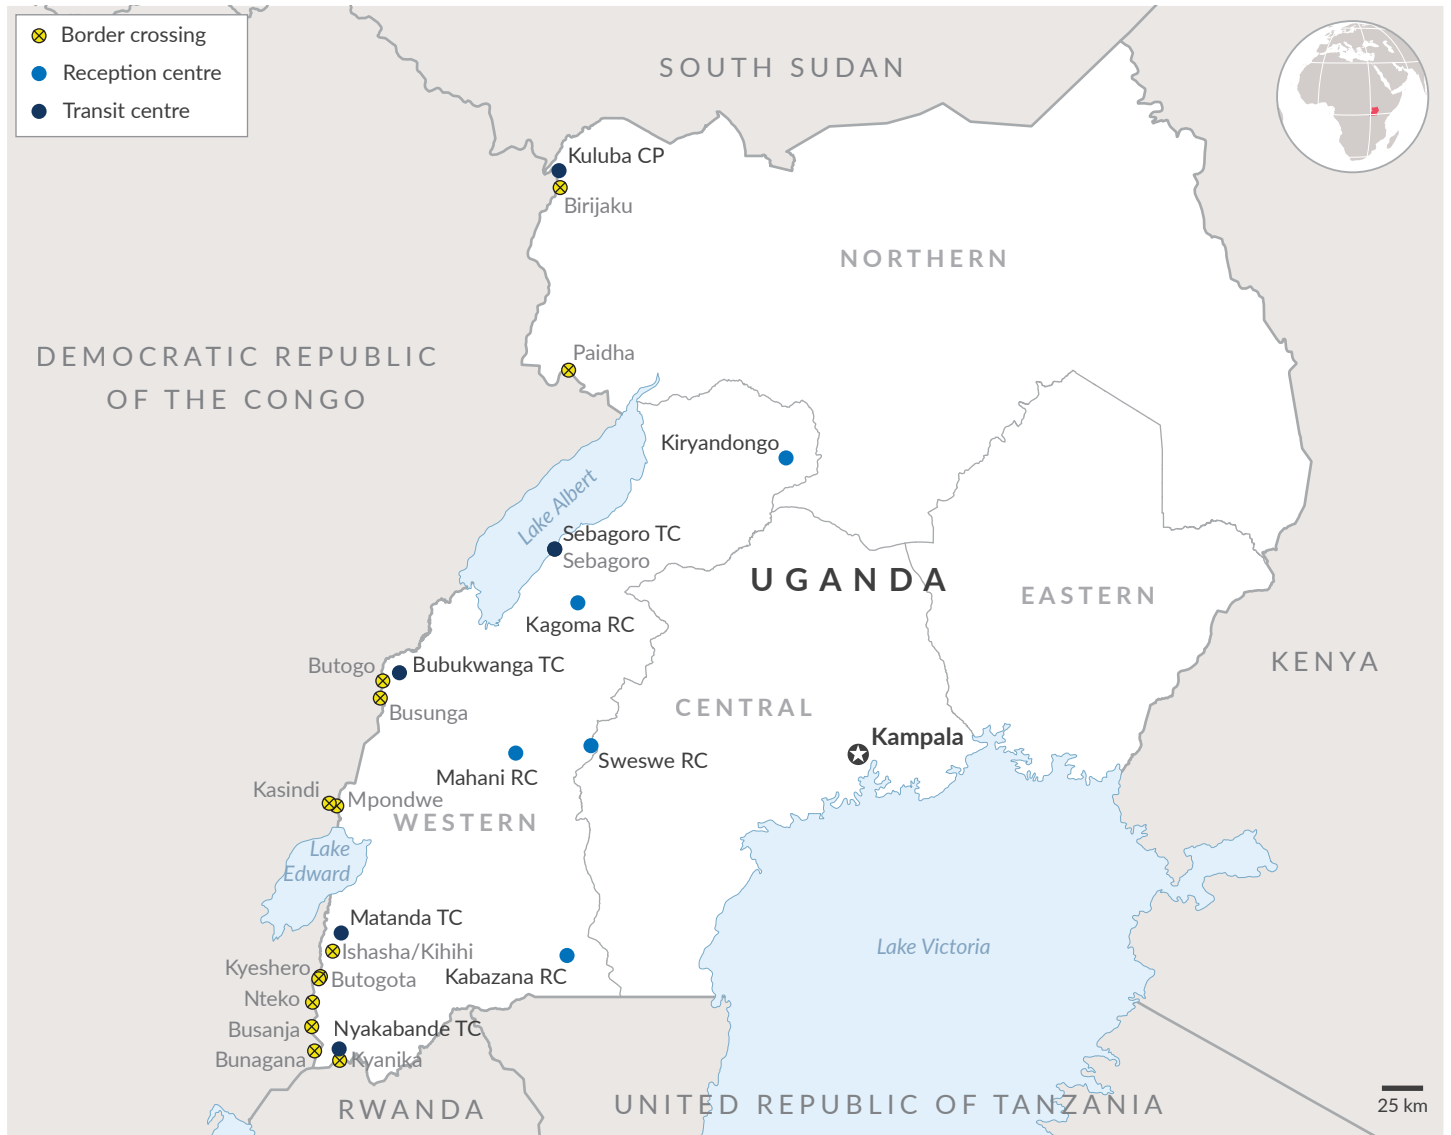 Border crossing
Reception centre
Transit centre
SOUTH SUDAN
Kuluba CP
Birijaku
NORTHERN
DEMOCRATIC REPUBLIC
OF THE CONGO
Paidha
Kiryandongo
Lake Albert
Sebagoro TC
Sebagoro
UGANDA
EASTERN
Kagoma RC
Butogo
Bubukwanga TC
KENYA
Busunga
CENTRAL
Kampala
Sweswe RC
Mahani RC
Kasindi
Mpondwe
WESTERN
Lake
Edward
Matanda TC
Ishasha/Kihihi
Lake Victoria
Kyeshero
Butogota
Kabazana RC
Nteko
Busanja
Nyakabande TC
Bunagana
Kyanika
RWANDA
UNITED REPUBLIC OF TANZANIA
25 km